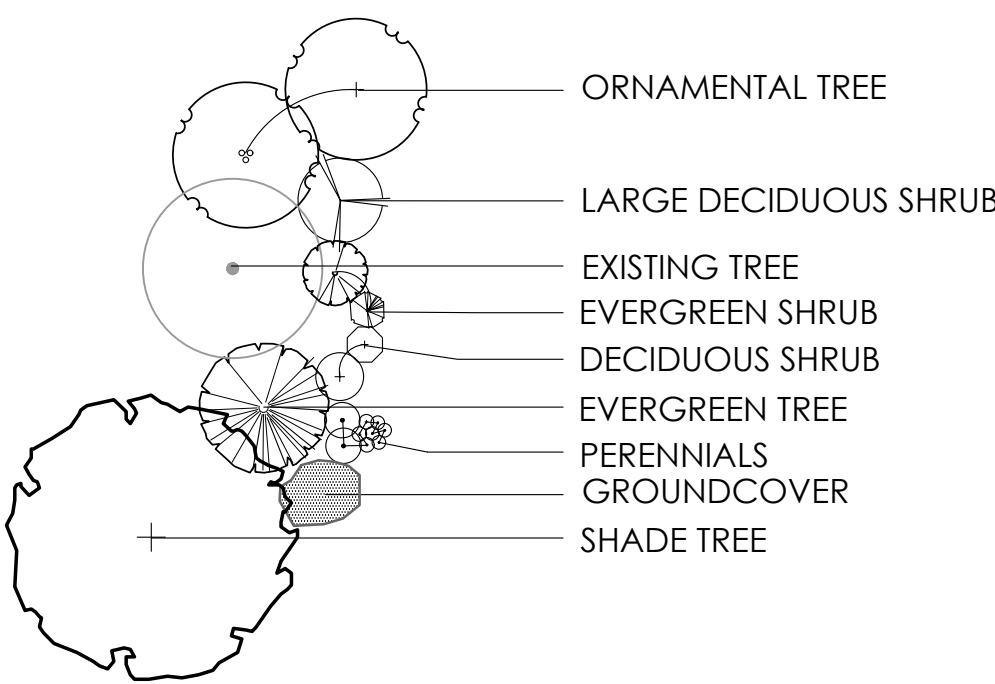 ORNAMENTAL TREE
LARGE DECIDUOUS SHRUB
EXISTING TREE
EVERGREEN SHRUB
DECIDUOUS SHRUB
EVERGREEN TREE
PERENNIALS
GROUNDCOVER
SHADE TREE